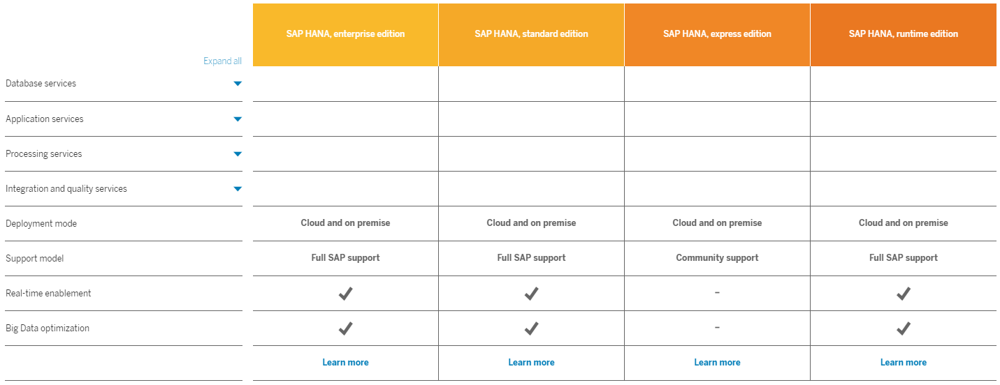 SAP HANA, enterprise edition SAP HANA, standard edition SAP HANA, express edition SAP HANA, runtime edition
Expand all
Database services
Application services
Processing services
Integration and quality services
Deployment mode Cloud and on premise Cloud and on premise Cloud and on premise Cloud and on premise
Support model Full SAP support Full SAP support Community support Full SAP support
Real-time enablement ✔ ✔ – ✔
Big Data optimization ✔ ✔ – ✔
Learn more Learn more Learn more Learn more